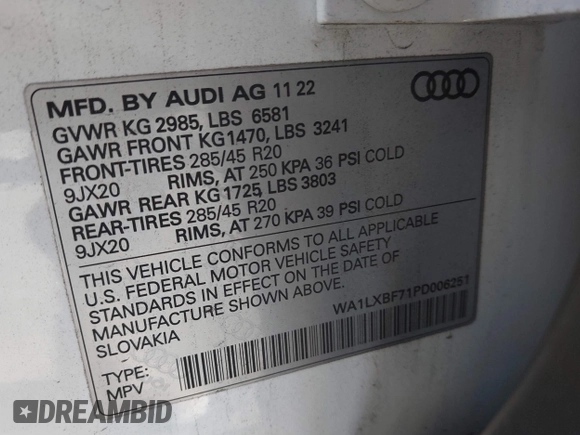 MFD. BY AUDI AG 11 22
GVWR KG 2985, LBS 6581
GAWR FRONT KG1470, LBS 3241
FRONT-TIRES 285/45 R20
9JX20 RIMS, AT 250 KPA 36 PSI COLD
GAWR REAR KG 1725, LBS 3803
REAR-TIRES 285/45 R20
9JX20 RIMS, AT 270 KPA 39 PSI COLD
THIS VEHICLE CONFORMS TO ALL APPLICABLE
U.S. FEDERAL MOTOR VEHICLE SAFETY
STANDARDS IN EFFECT ON THE DATE OF
MANUFACTURE SHOWN ABOVE.
SLOVAKIA
WA1LXBF71PD006251
TYPE:
MPV
DREAMBID